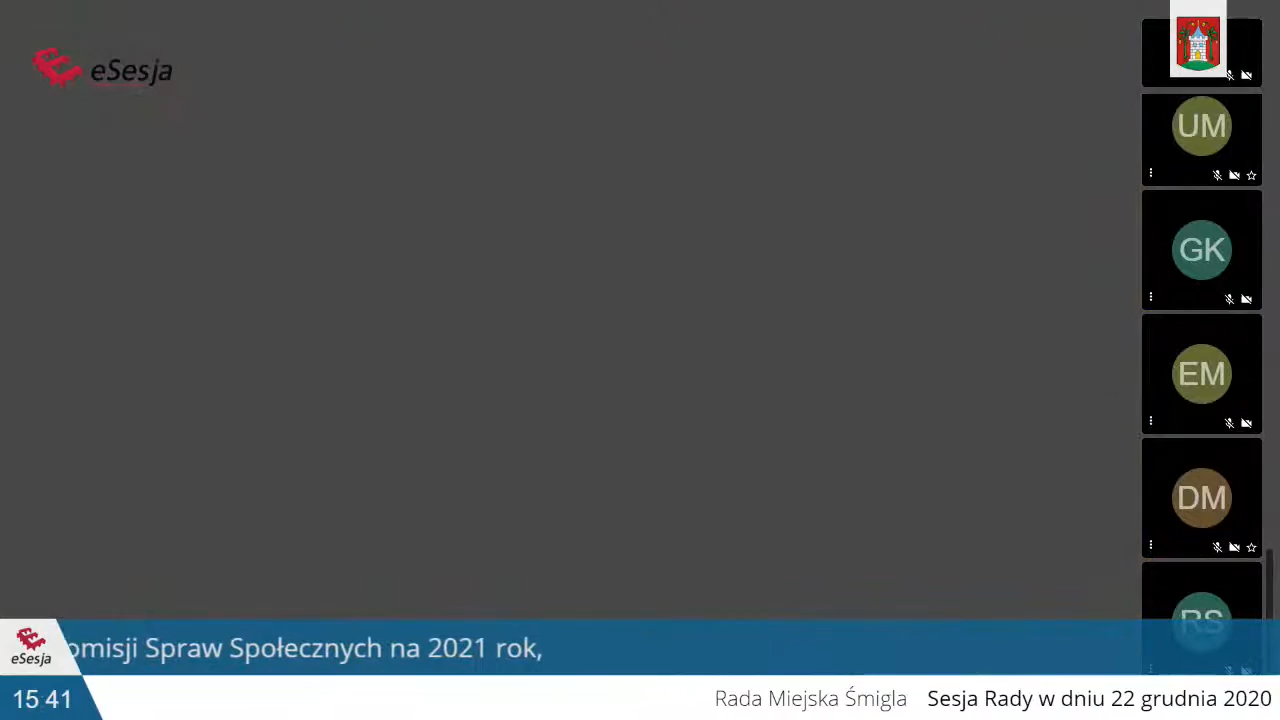 eSesja
UM
GK
EM
DM
RS
omisji Spraw Społecznych na 2021 rok,
eSesja
15 41
Rada Miejska Śmigla Sesja Rady w dniu 22 grudnia 2020